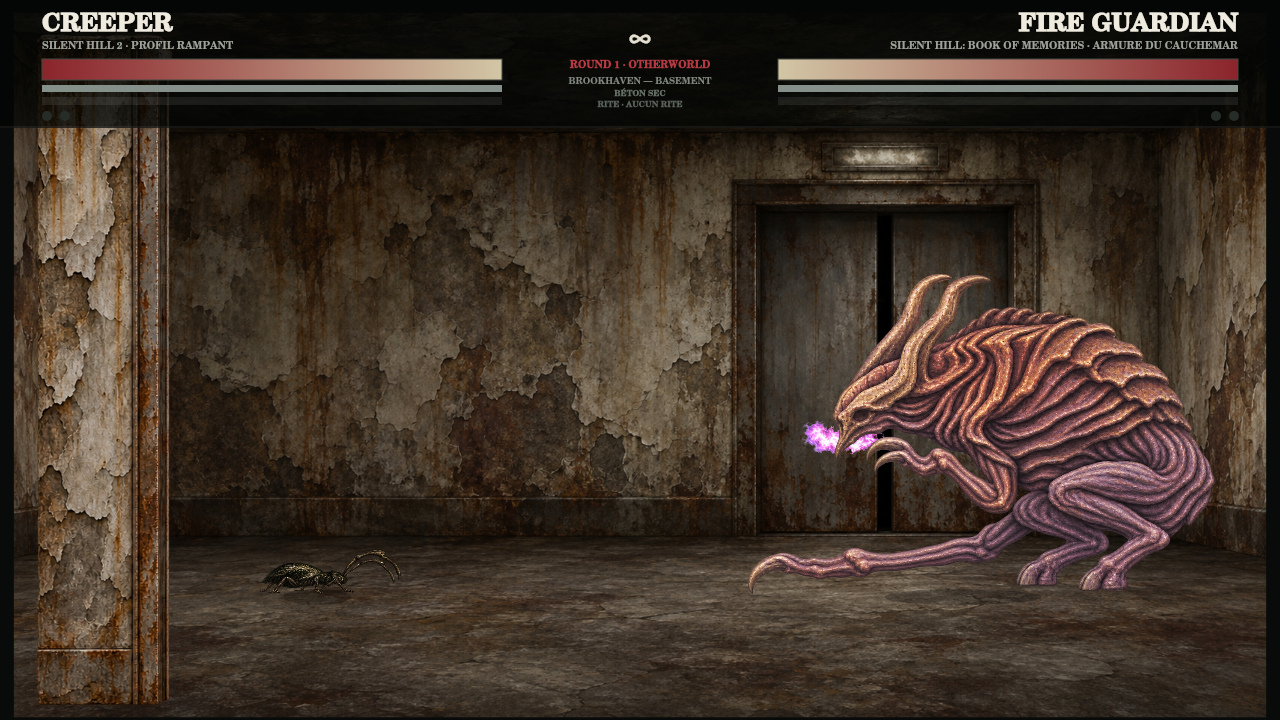 CREEPER
SILENT HILL 2 · PROFIL RAMPANT
∞
ROUND 1 · OTHERWORLD
BROOKHAVEN — BASEMENT
BÉTON SEC
RITE · AUCUN RITE
FIRE GUARDIAN
SILENT HILL: BOOK OF MEMORIES · ARMURE DU CAUCHEMAR